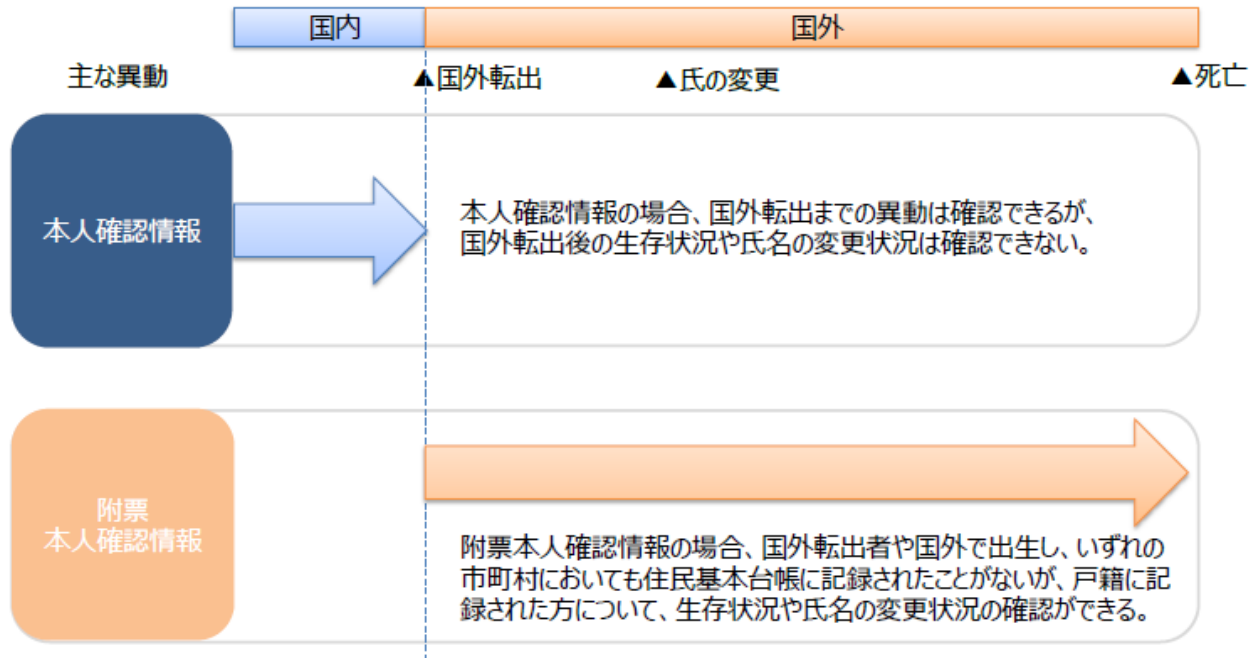 国内
国外
主な異動
▲国外転出
▲氏の変更
▲死亡
本人確認情報
本人確認情報の場合、国外転出までの異動は確認できるが、
国外転出後の生存状況や氏名の変更状況は確認できない。
附票
本人確認情報
附票本人確認情報の場合、国外転出者や国外で出生し、いずれの
市町村においても住民基本台帳に記録されたことがないが、戸籍に記
録された方について、生存状況や氏名の変更状況の確認ができる。